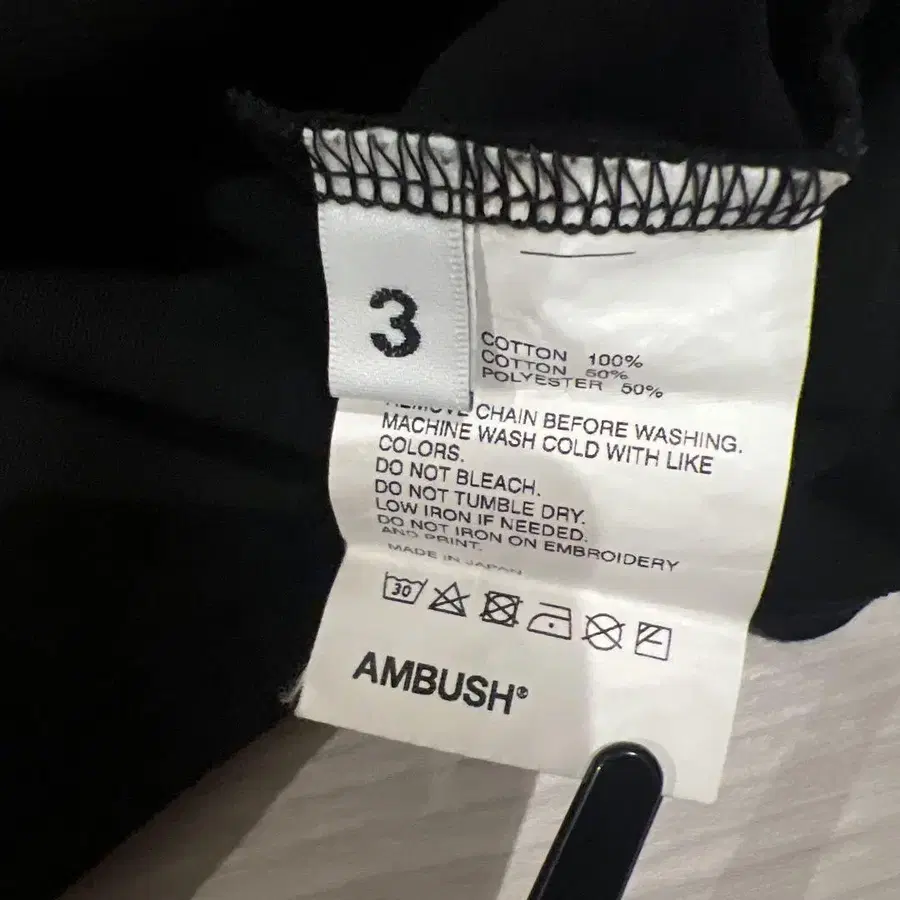 3
COTTON 100%
COTTON 50%
POLYESTER 50%
REMOVE CHAIN BEFORE WASHING.
MACHINE WASH COLD WITH LIKE
COLORS.
DO NOT BLEACH.
DO NOT TUMBLE DRY.
LOW IRON IF NEEDED.
DO NOT IRON ON EMBROIDERY
AND PRINT.
MADE IN JAPAN
30
AMBUSH®